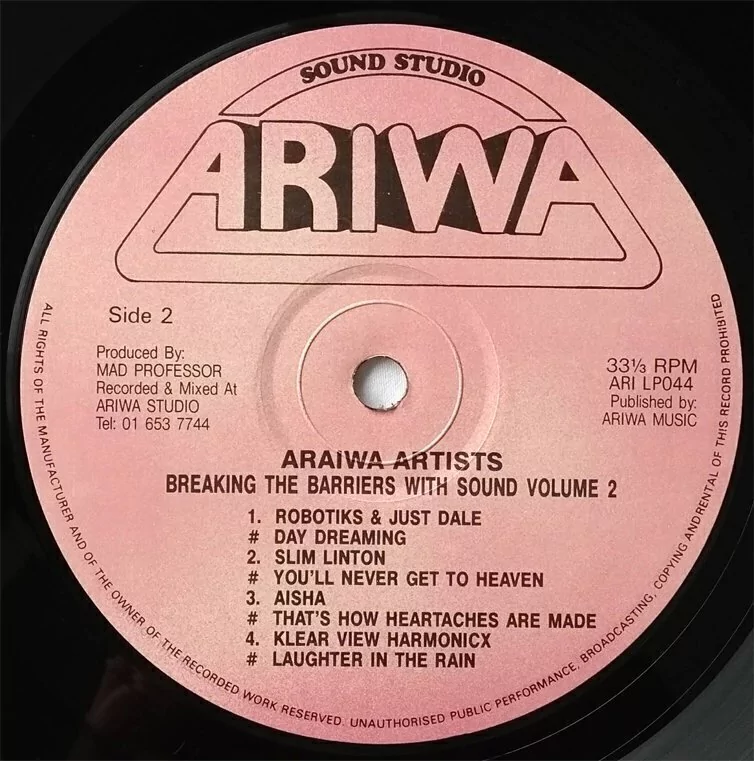 SOUND STUDIO
ARIWA
Side 2
Produced By:
MAD PROFESSOR
Recorded & Mixed At
ARIWA STUDIO
Tel: 01 653 7744
33⅓ RPM
ARI LP044
Published by:
ARIWA MUSIC
ARAIWA ARTISTS
BREAKING THE BARRIERS WITH SOUND VOLUME 2
1. ROBOTIKS & JUST DALE
# DAY DREAMING
2. SLIM LINTON
# YOU'LL NEVER GET TO HEAVEN
3. AISHA
# THAT'S HOW HEARTACHES ARE MADE
4. KLEAR VIEW HARMONICX
# LAUGHTER IN THE RAIN
ALL RIGHTS OF THE MANUFACTURER AND OF THE OWNER OF THE RECORDED WORK RESERVED. UNAUTHORISED PUBLIC PERFORMANCE, BROADCASTING, COPYING ANDRENTAL OF THIS RECORD PROHIBITED